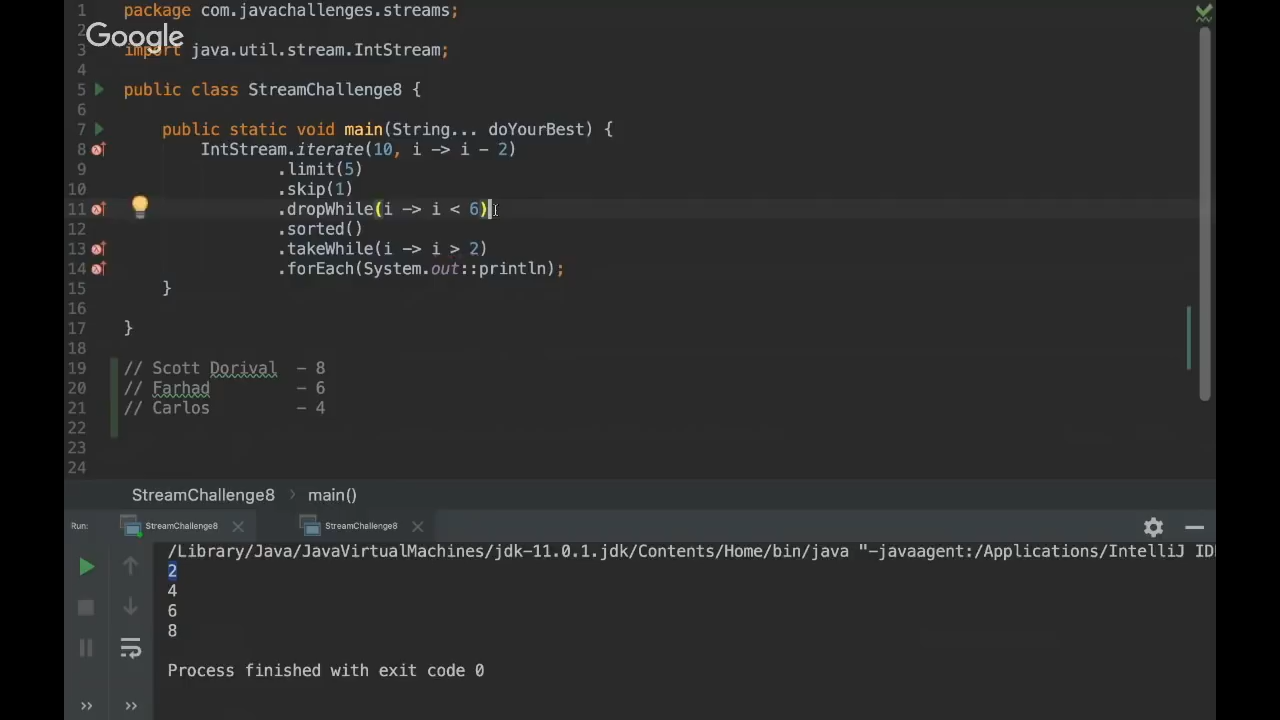 1 package com.javachallenges.streams;
2
Google
3 import java.util.stream.IntStream;
4
5 public class StreamChallenge8 {
6
7 public static void main(String... doYourBest) {
8 IntStream.iterate(10, i -> i - 2)
9 .limit(5)
10 .skip(1)
11 .dropWhile(i -> i < 6)
12 .sorted()
13 .takeWhile(i -> i > 2)
14 .forEach(System.out::println);
15 }
16
17 }
18
19 // Scott Dorival - 8
20 // Farhad - 6
21 // Carlos - 4
22
23
24
StreamChallenge8 › main()
Run: StreamChallenge8 StreamChallenge8
/Library/Java/JavaVirtualMachines/jdk-11.0.1.jdk/Contents/Home/bin/java "-javaagent:/Applications/IntelliJ ID
2
4
6
8
Process finished with exit code 0